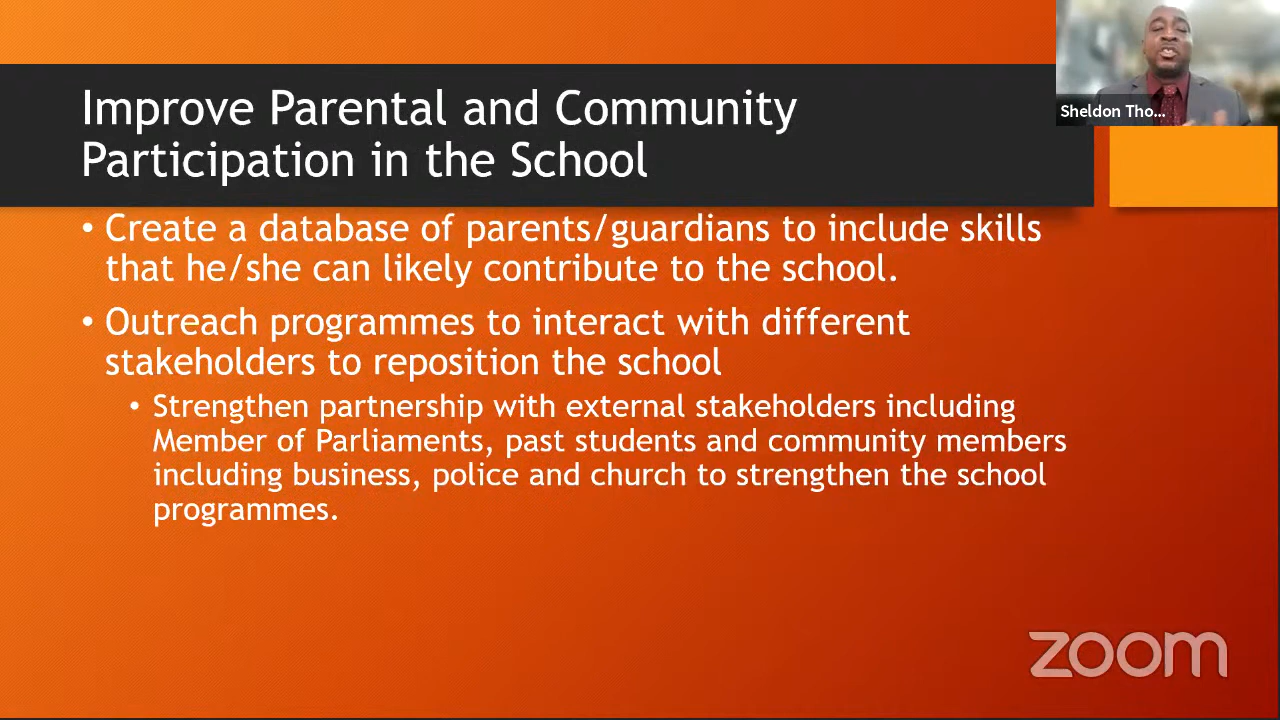 Improve Parental and Community
Participation in the School
Sheldon Tho...
• Create a database of parents/guardians to include skills
that he/she can likely contribute to the school.
• Outreach programmes to interact with different
stakeholders to reposition the school
• Strengthen partnership with external stakeholders including
Member of Parliaments, past students and community members
including business, police and church to strengthen the school
programmes.
zoom